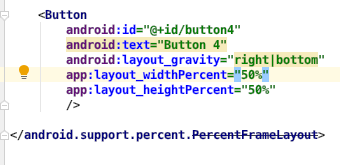 <Button
android:id="@+id/button4"
android:text="Button 4"
android:layout_gravity="right|bottom"
app:layout_widthPercent="50%"
app:layout_heightPercent="50%"
/>
</android.support.percent.PercentFrameLayout>